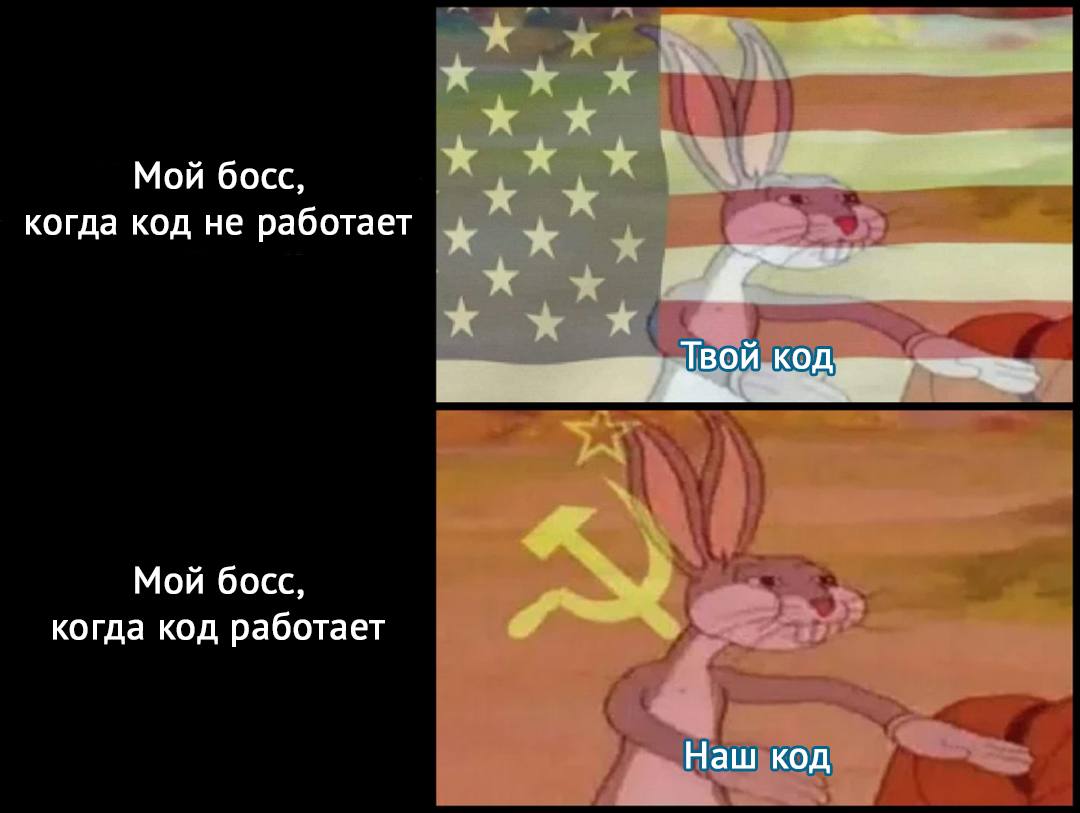 Мой босс,
когда код не работает
Твой код
Мой босс,
когда код работает
Наш код